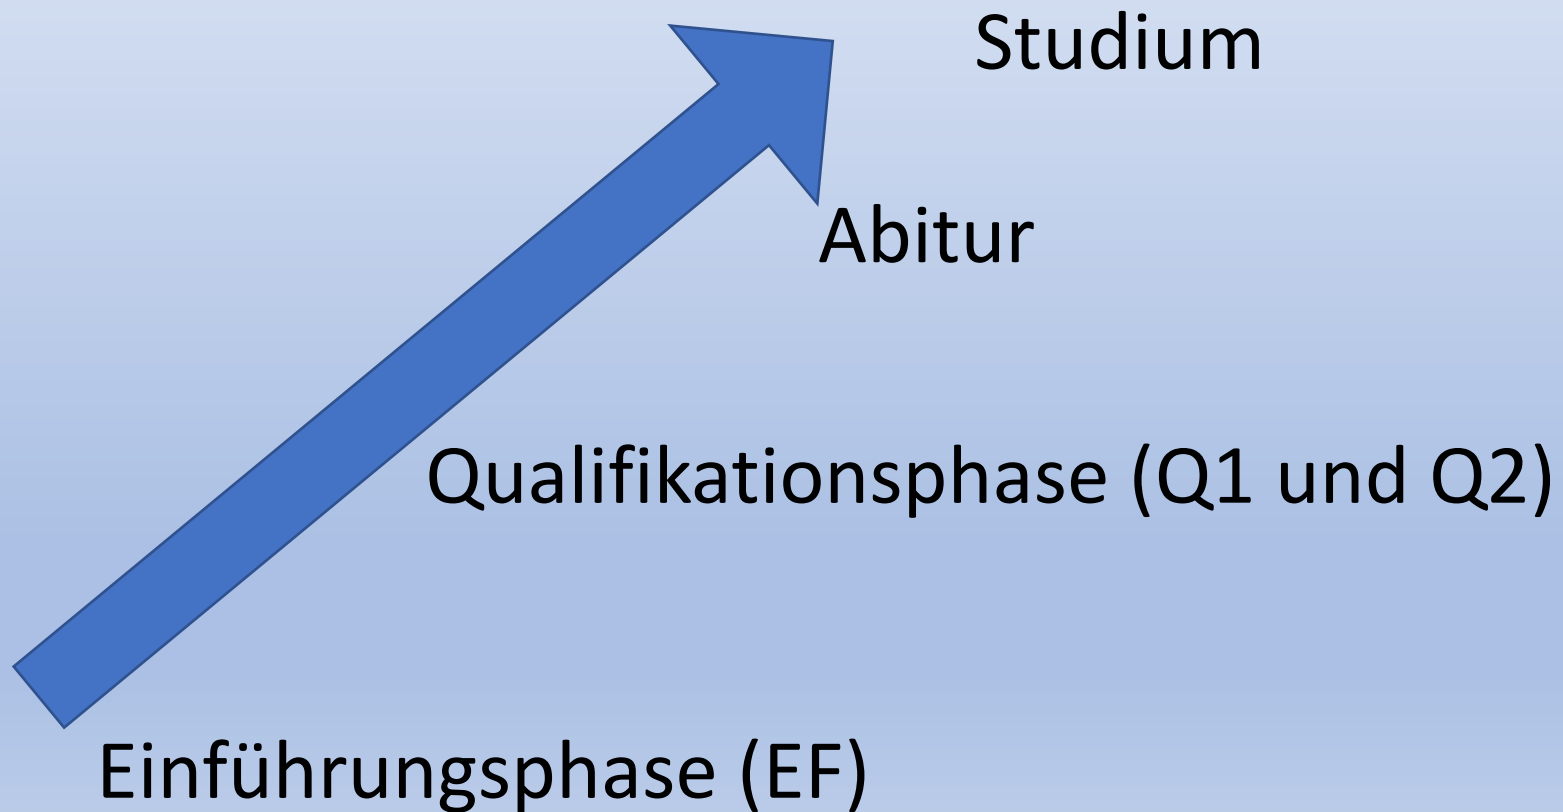 Studium
Abitur
Qualifikationsphase (Q1 und Q2)
Einführungsphase (EF)